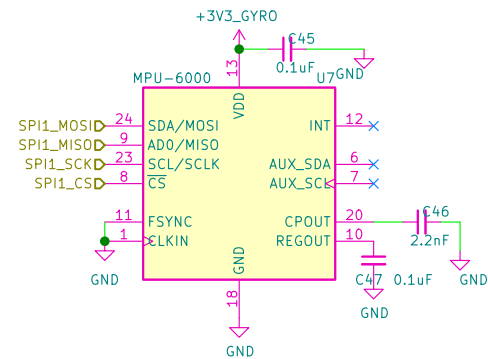 +3V3_GYRO
C45
0.1uF
GND
13
MPU-6000
U7
VDD
SPI1_MOSI 24 SDA/MOSI
INT 12
SPI1_MISO 9 AD0/MISO
SPI1_SCK 23 SCL/SCLK
AUX_SDA 6
SPI1_CS 8 CS
AUX_SCL 7
11 FSYNC
CPOUT 20
C46
2.2nF
GND
1 CLKIN
REGOUT 10
GND
C47
0.1uF
GND
GND
18
GND